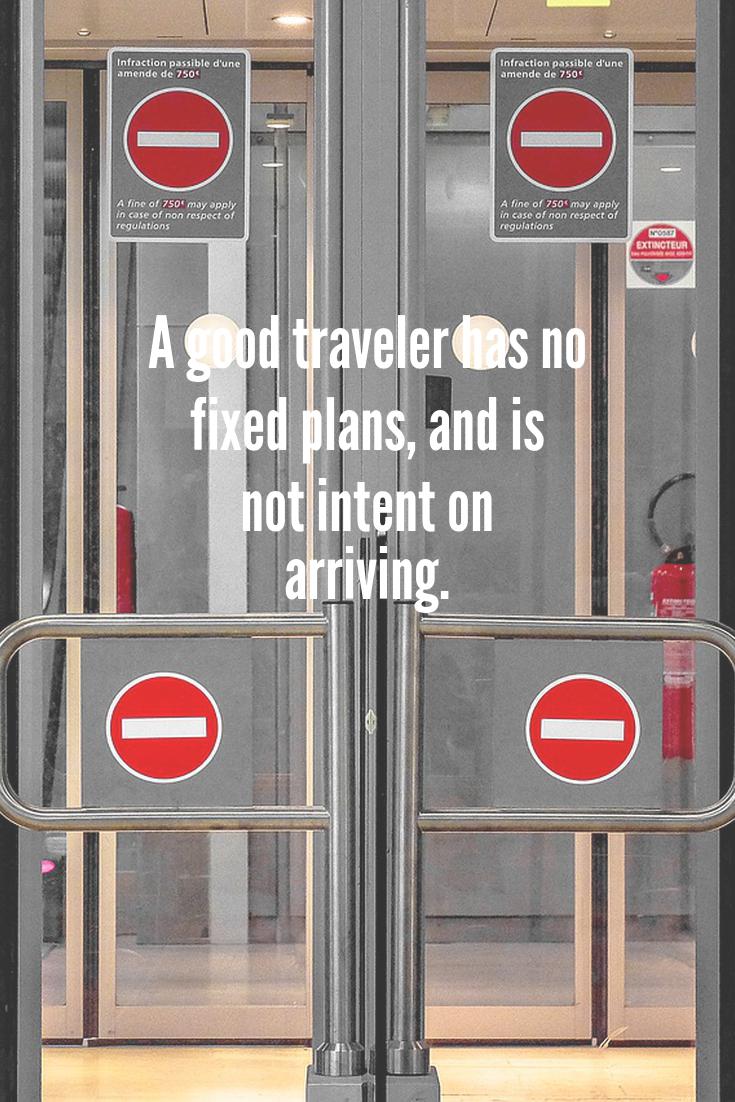 Infraction passible d'une
amende de 750€
A fine of 750€ may apply
in case of non respect of
regulations
Infraction passible d'une
amende de 750€
A fine of 750€ may apply
in case of non respect of
regulations
N°0587
EXTINCTEUR
A good traveler has no
fixed plans, and is
not intent on
arriving.